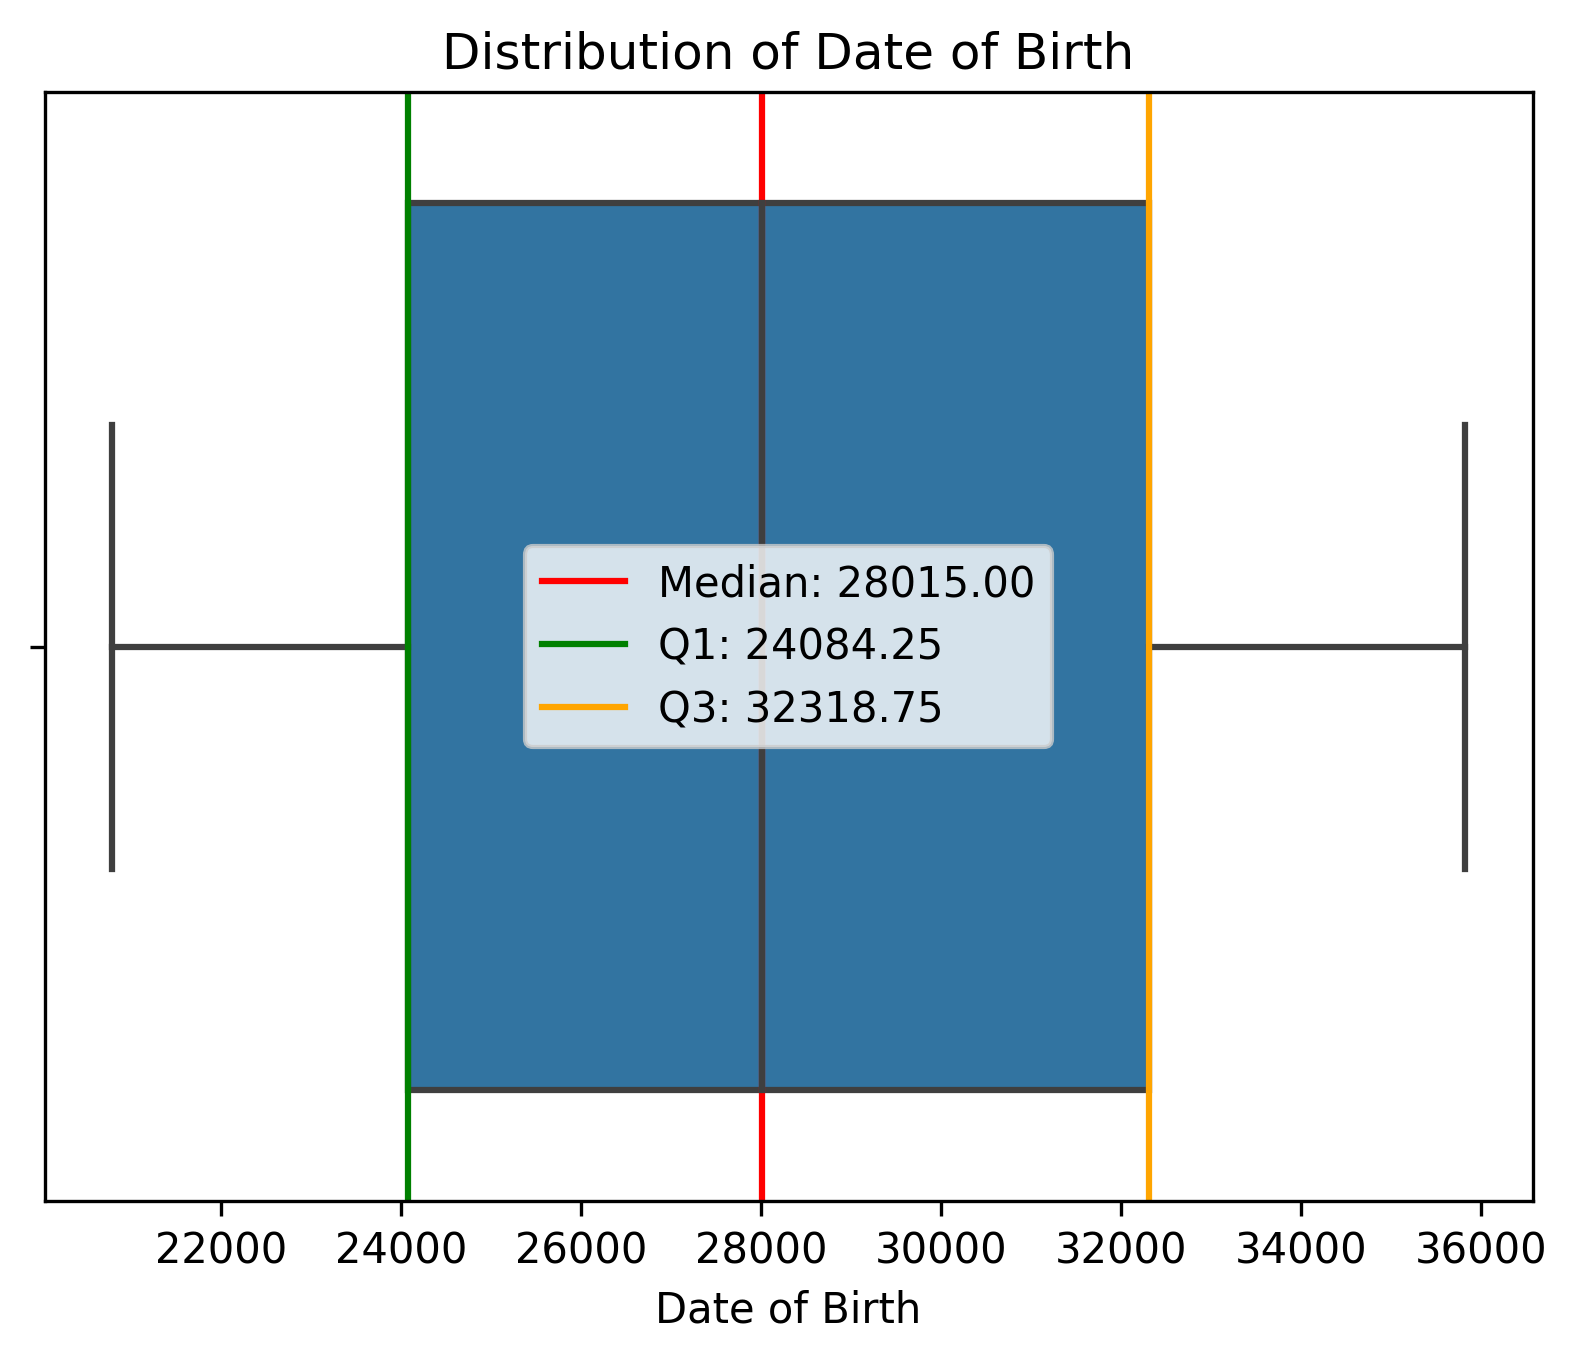 Distribution of Date of Birth
Median: 28015.00
Q1: 24084.25
Q3: 32318.75
22000 24000 26000 28000 30000 32000 34000 36000
Date of Birth